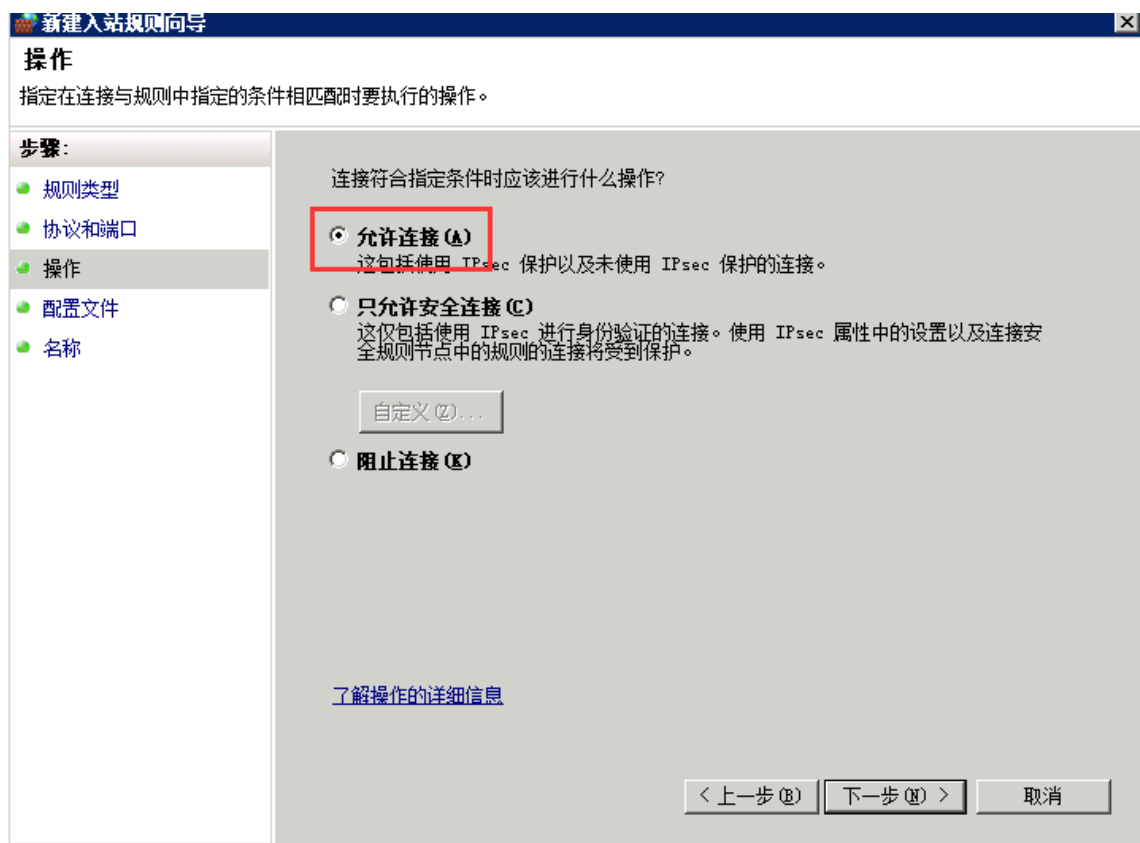 新建入站规则向导
操作
指定在连接与规则中指定的条件相匹配时要执行的操作。
步骤:
规则类型
协议和端口
操作
配置文件
名称
连接符合指定条件时应该进行什么操作?
允许连接(A)
这包括使用 IPsec 保护以及未使用 IPsec 保护的连接。
只允许安全连接(C)
这仅包括使用 IPsec 进行身份验证的连接。使用 IPsec 属性中的设置以及连接安
全规则节点中的规则的连接将受到保护。
自定义(Z)...
阻止连接(K)
了解操作的详细信息
< 上一步(B)
下一步(N) >
取消